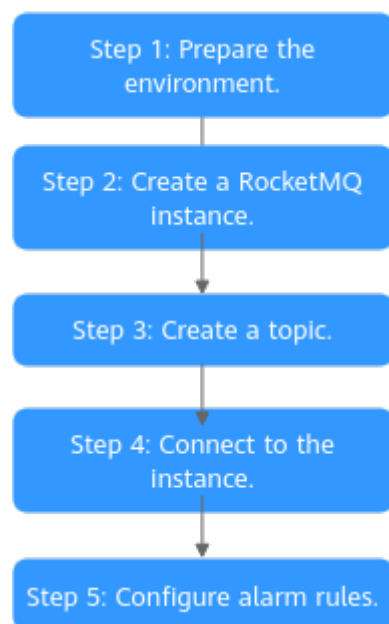 Step 1: Prepare the
environment.
Step 2: Create a RocketMQ
instance.
Step 3: Create a topic.
Step 4: Connect to the
instance.
Step 5: Configure alarm rules.